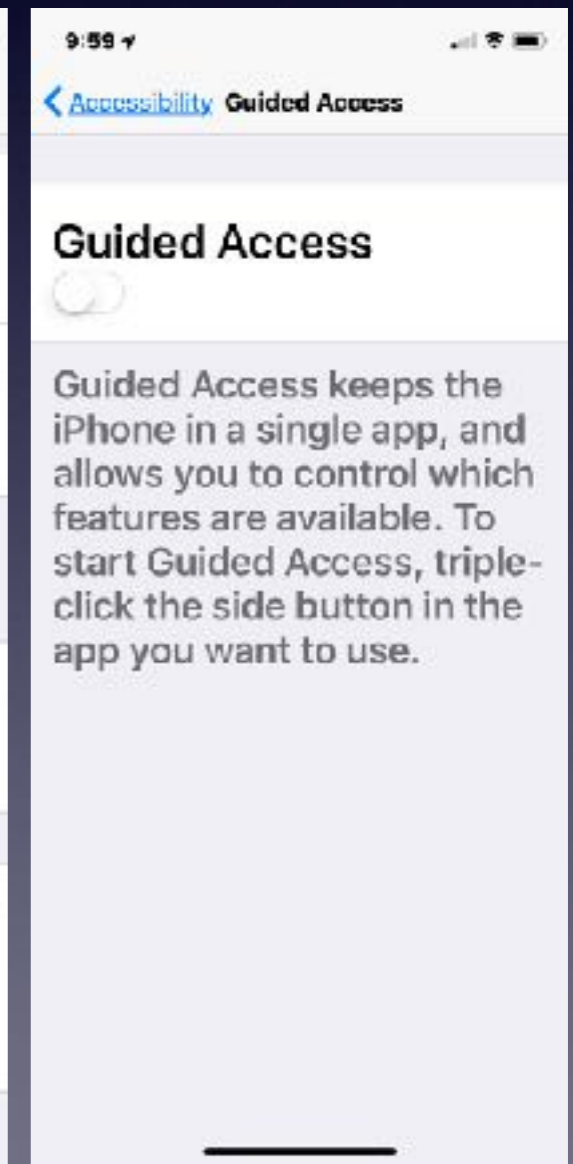 9:59
Accessibility Guided Access
Guided Access
Guided Access keeps the
iPhone in a single app, and
allows you to control which
features are available. To
start Guided Access, triple-
click the side button in the
app you want to use.